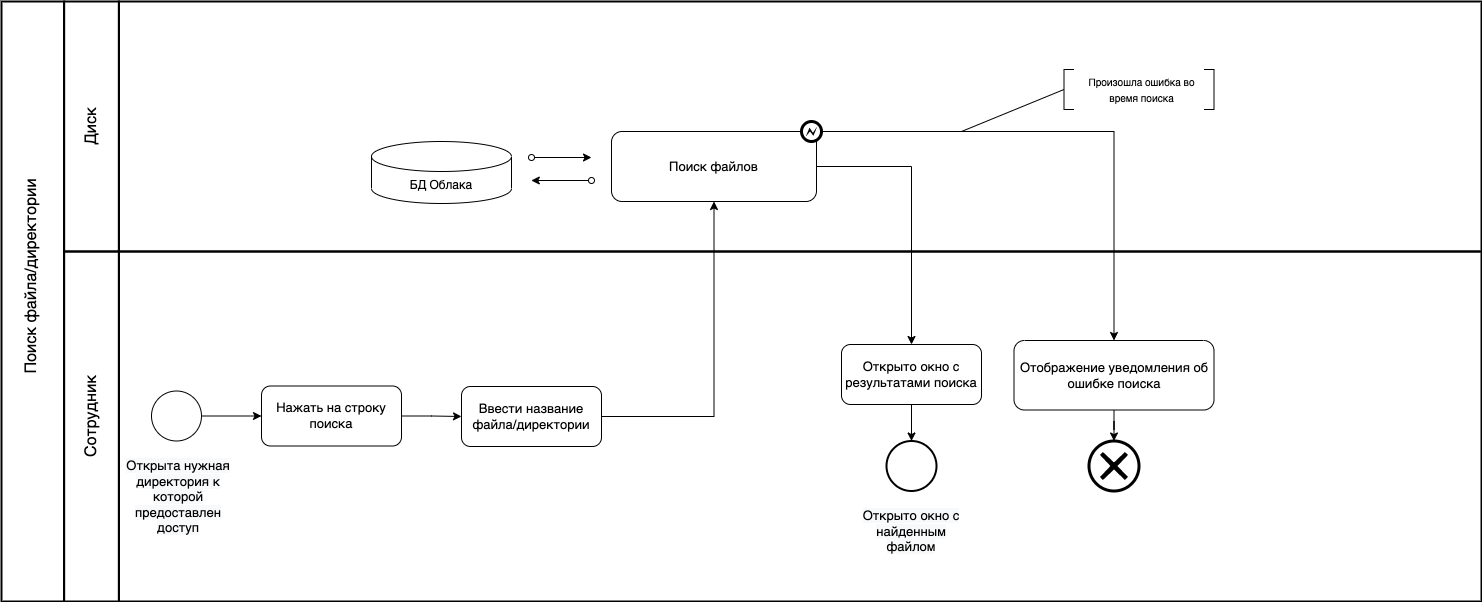 Поиск файла/директории
Диск
Произошла ошибка во
время поиска
БД Облака
Поиск файлов
Сотрудник
Открыта нужная
директория к
которой
предоставлен
доступ
Нажать на строку
поиска
Ввести название
файла/директории
Открыто окно с
результатами поиска
Открыто окно с
найденным
файлом
Отображение уведомления об
ошибке поиска